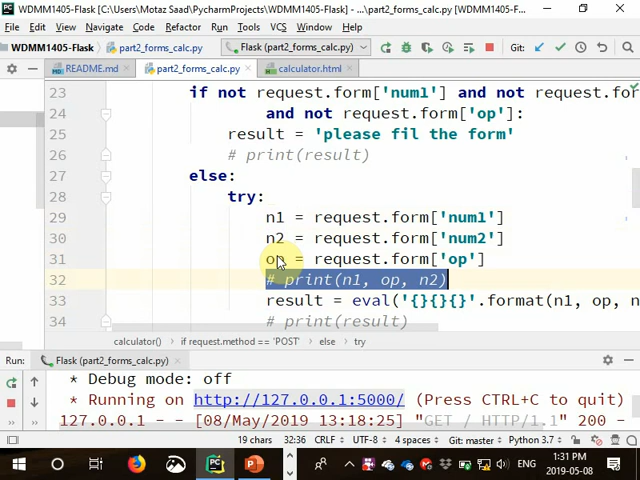 PC [C:\Users\Motaz Saad\PycharmProjects\WDMM1405-Flask] - ...\part2_forms_calc.py [WDMM1405-
File Edit View Navigate Code Refactor Run Tools VCS Window Help
WDMM1405-Flask part2_forms_calc.py Flask (part2_forms_calc.py) Git:
README.md part2_forms_calc.py calculator.html
23 if not request.form['num1'] and not request.for
24 and not request.form['op']:
25 result = 'please fil the form'
26 # print(result)
27 else:
28 try:
29 n1 = request.form['num1']
30 n2 = request.form['num2']
31 op = request.form['op']
32 # print(n1, op, n2)
33 result = eval('{}{}{}'.format(n1, op, n
34 # print(result)
calculator() if request.method == 'POST' else try
Run: Flask (part2_forms_calc.py)
* Debug mode: off
* Running on http://127.0.0.1:5000/ (Press CTRL+C to quit)
127.0.0.1 - - [08/May/2019 13:18:25] "GET / HTTP/1.1" 200 -
19 chars 32:36 CRLF UTF-8 4 spaces Git: master Python 3.7
ENG 1:31 PM
2019-05-08